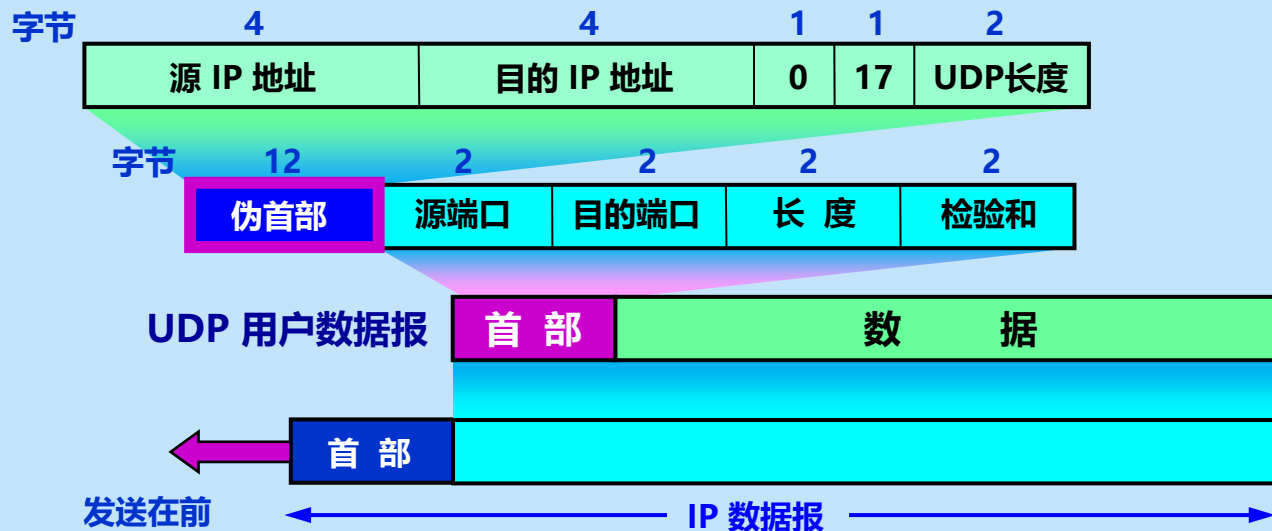 字节 4 4 1 1 2
源 IP 地址 目的 IP 地址 0 17 UDP长度
字节 12 2 2 2 2
伪首部 源端口 目的端口 长 度 检验和
UDP 用户数据报 首 部 数 据
首 部
发送在前 IP 数据报